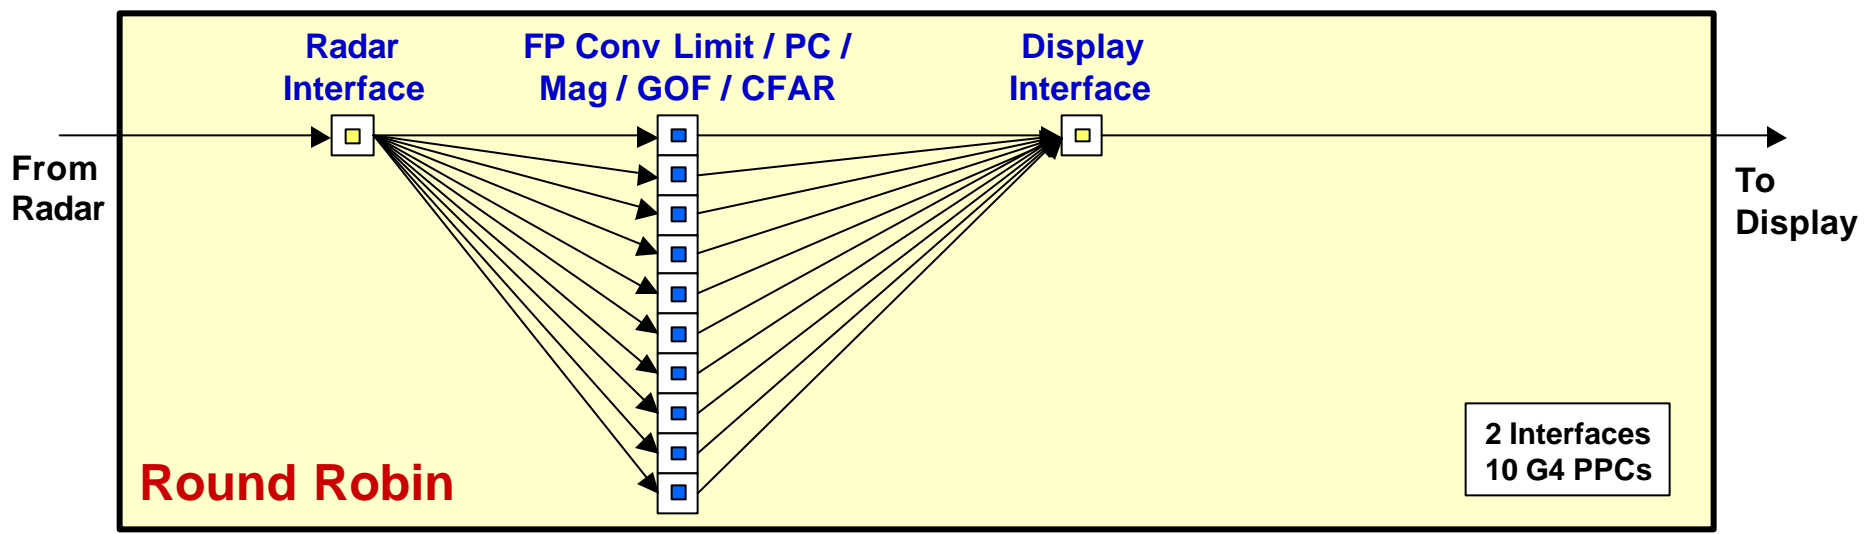 Radar
Interface
FP Conv Limit / PC /
Mag / GOF / CFAR
Display
Interface
From
Radar
To
Display
Round Robin
2 Interfaces
10 G4 PPCs